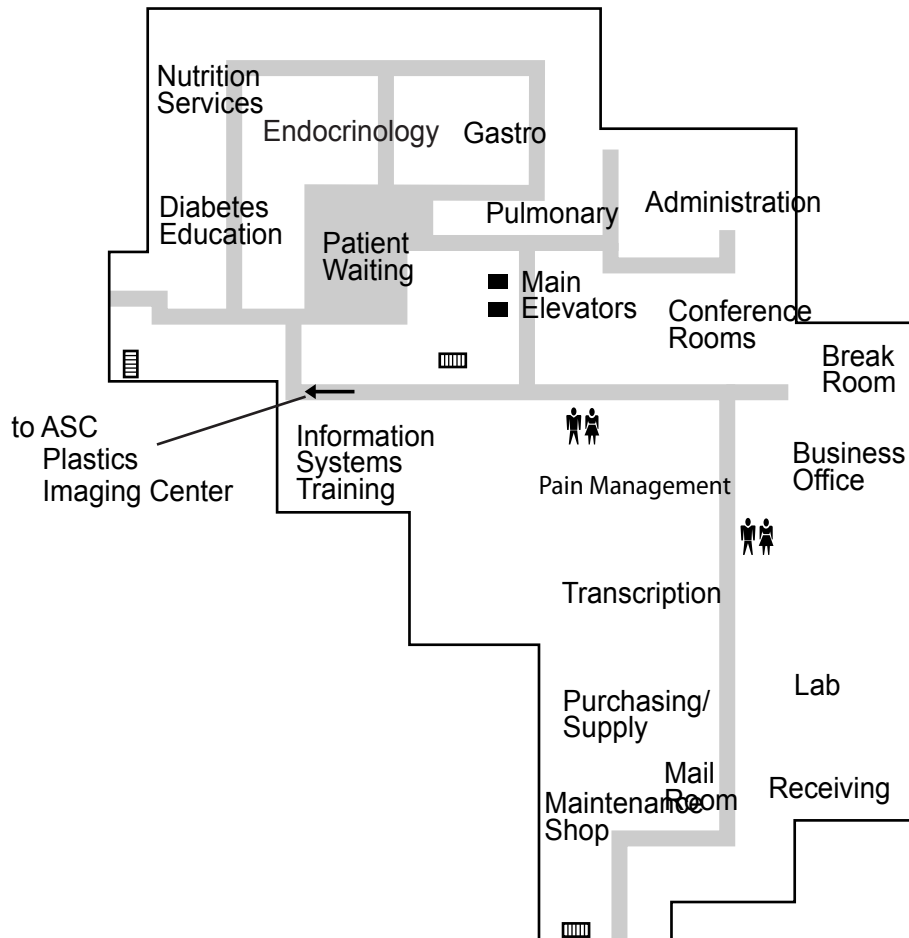 Nutrition
Services
Endocrinology
Gastro
Diabetes
Education
Patient
Waiting
Pulmonary
Administration
Main
Elevators
Conference
Rooms
Break
Room
to ASC
Plastics
Imaging Center
Information
Systems
Training
Pain Management
Business
Office
Transcription
Purchasing/
Supply
Lab
Mail
Room
Receiving
Maintenance
Shop